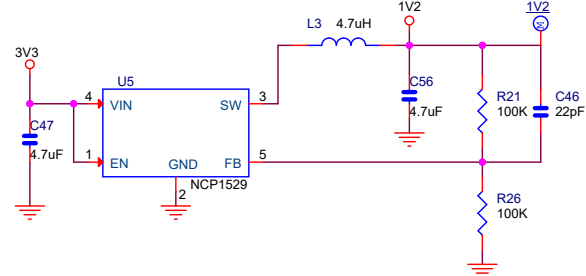 1V2 1V2
M
L3 4.7uH
3V3
U5
4 VIN SW 3
C47
4.7uF
C56
4.7uF
R21
100K
C46
22pF
1 EN GND FB 5
2 NCP1529
R26
100K